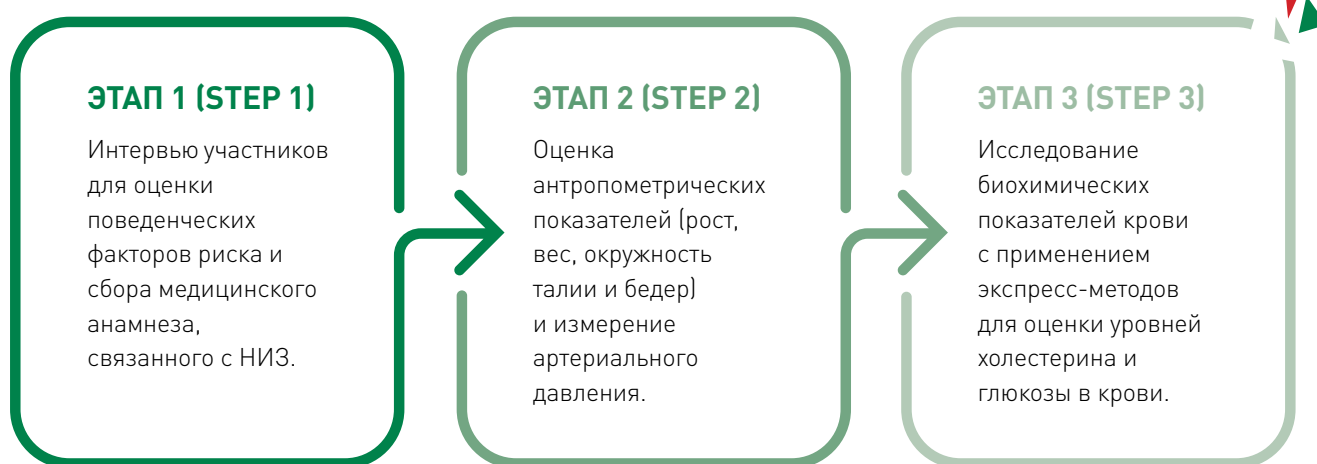 ЭТАП 1 (STEP 1)
Интервью участников
для оценки
поведенческих
факторов риска и
сбора медицинского
анамнеза,
связанного с НИЗ.
ЭТАП 2 (STEP 2)
Оценка
антропометрических
показателей (рост,
вес, окружность
талии и бедер)
и измерение
артериального
давления.
ЭТАП 3 (STEP 3)
Исследование
биохимических
показателей крови
с применением
экспресс-методов
для оценки уровней
холестерина и
глюкозы в крови.